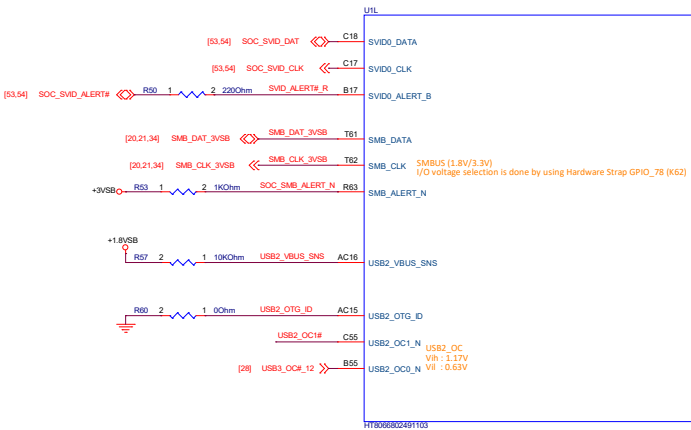 U1L
[53,54] SOC_SVID_DAT C18 SVID0_DATA
[53,54] SOC_SVID_CLK C17 SVID0_CLK
[53,54] SOC_SVID_ALERT# R50 1 2 220Ohm SVID_ALERT#_R B17 SVID0_ALERT_B
[20,21,34] SMB_DAT_3VSB SMB_DAT_3VSB T61 SMB_DATA
[20,21,34] SMB_CLK_3VSB SMB_CLK_3VSB T62 SMB_CLK SMBUS (1.8V/3.3V)
I/O voltage selection is done by using Hardware Strap GPIO_78 (K62)
+3VSB R53 1 2 1KOhm SOC_SMB_ALERT_N R63 SMB_ALERT_N
+1.8VSB
R57 2 1 10KOhm USB2_VBUS_SNS AC16 USB2_VBUS_SNS
R60 2 1 0Ohm USB2_OTG_ID AC15 USB2_OTG_ID
USB2_OC1# C55 USB2_OC1_N USB2_OC
Vih : 1.17V
[28] USB3_OC#_12 B55 USB2_OC0_N Vil : 0.63V
HT8066802491103